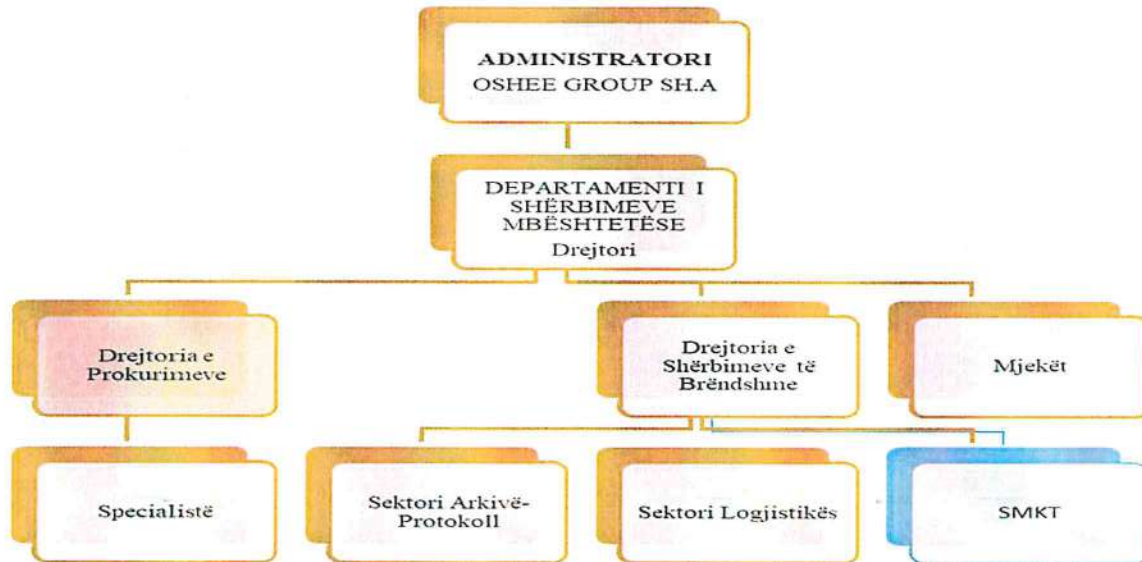 ADMINISTRATORI
OSHEE GROUP SH.A
DEPARTAMENTI I
SHËRBIMEVE
MBËSHTETËSE
Drejtori
Drejtoria e
Prokurimeve
Drejtoria e
Shërbimeve të
Brëndshme
Mjekët
Specialistë
Sektori Arkivë-
Protokoll
Sektori Logjistikës
SMKT